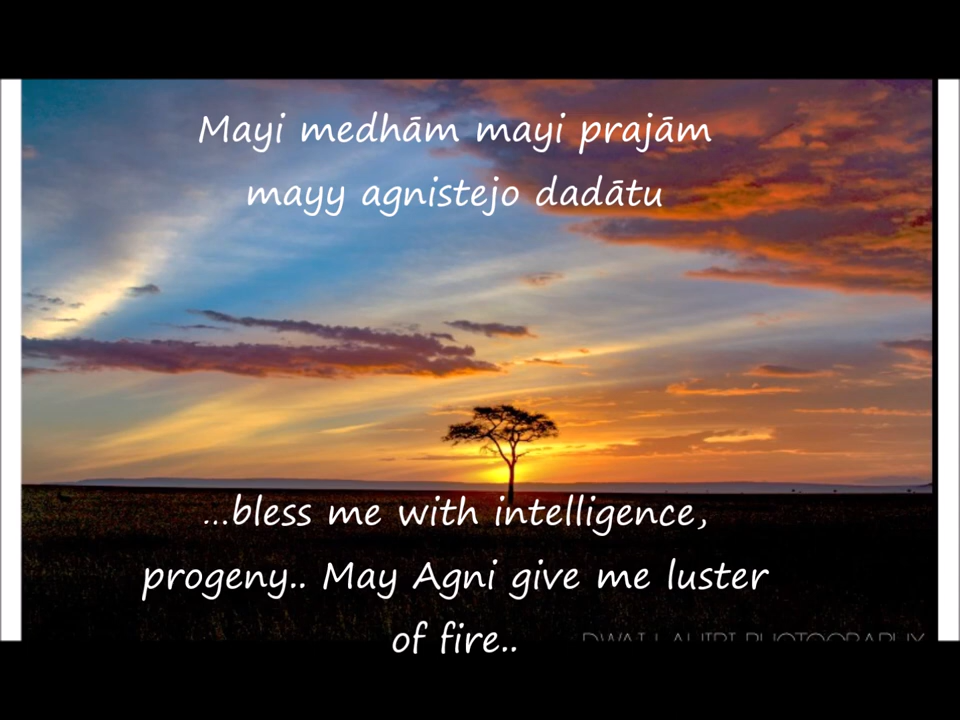 Mayi medhām mayi prajām
mayy agnistejo dadātu
...bless me with intelligence,
progeny.. May Agni give me luster
of fire..
PHOTOGRAPHY